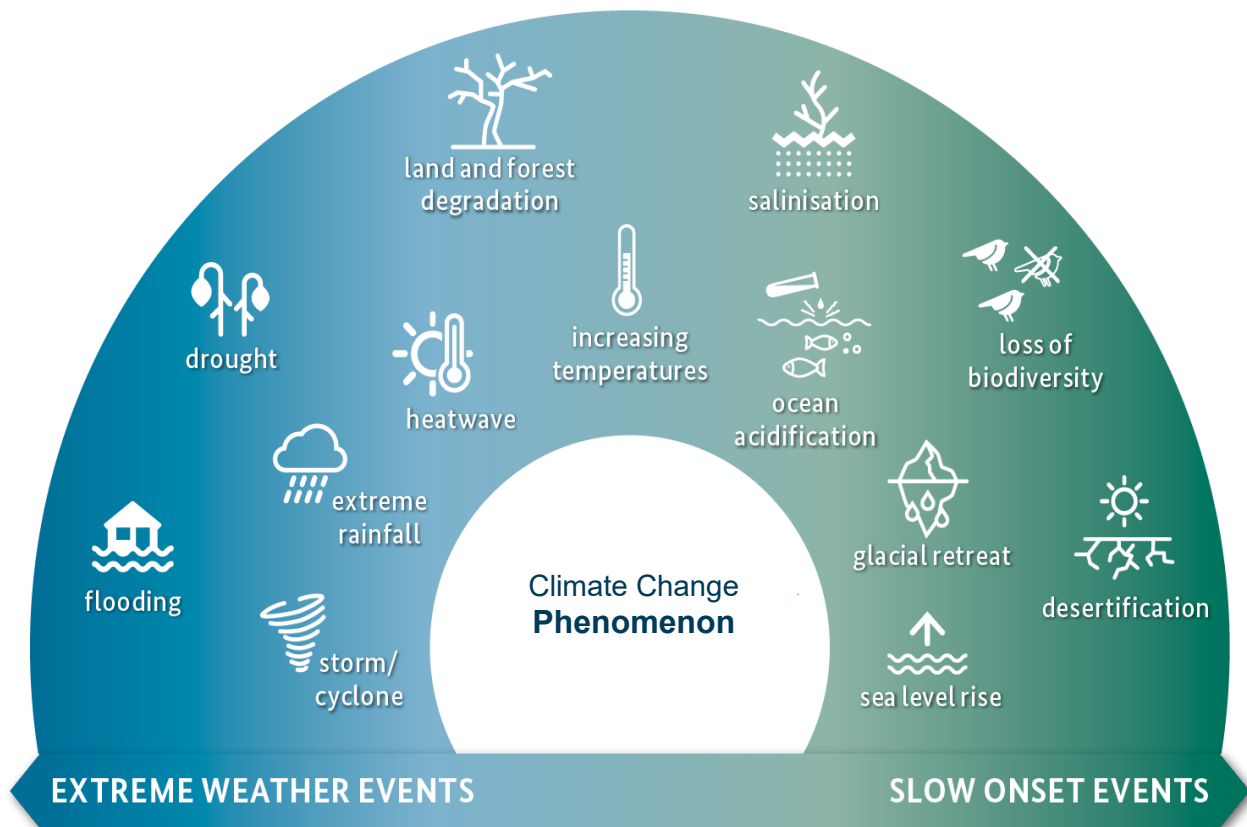 land and forest
degradation
salinisation
drought
heatwave
increasing
temperatures
ocean
acidification
loss of
biodiversity
extreme
rainfall
flooding
storm/
cyclone
glacial retreat
desertification
sea level rise
Climate Change
Phenomenon
EXTREME WEATHER EVENTS
SLOW ONSET EVENTS